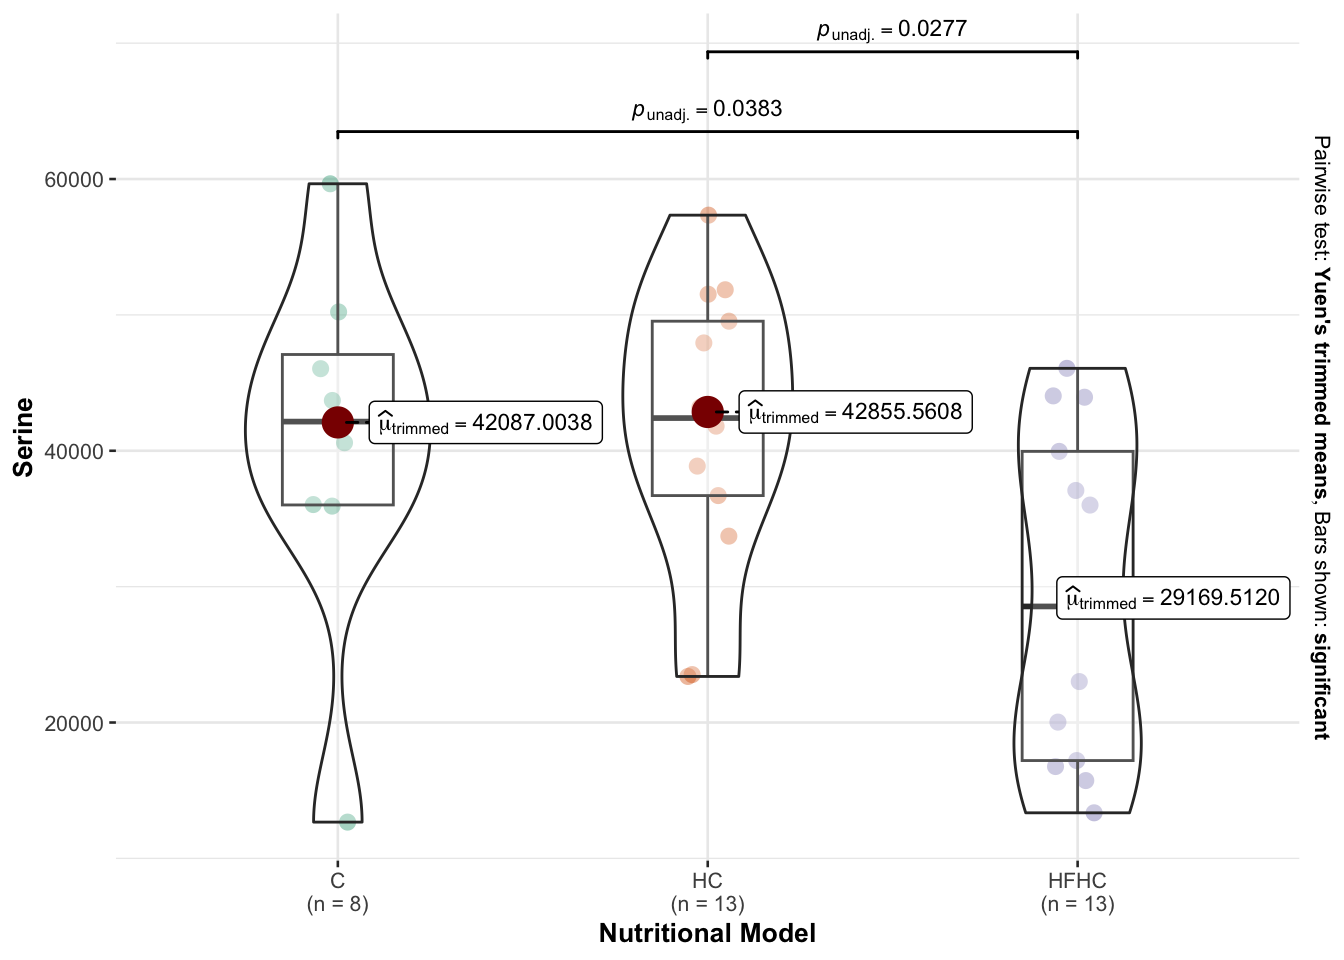 p unadj. = 0.0277
p unadj. = 0.0383
60000
40000
20000
Serine
μ̂ trimmed = 42087.0038
μ̂ trimmed = 42855.5608
μ̂ trimmed = 29169.5120
C
(n = 8)
HC
(n = 13)
HFHC
(n = 13)
Nutritional Model
Pairwise test: Yuen's trimmed means, Bars shown: significant